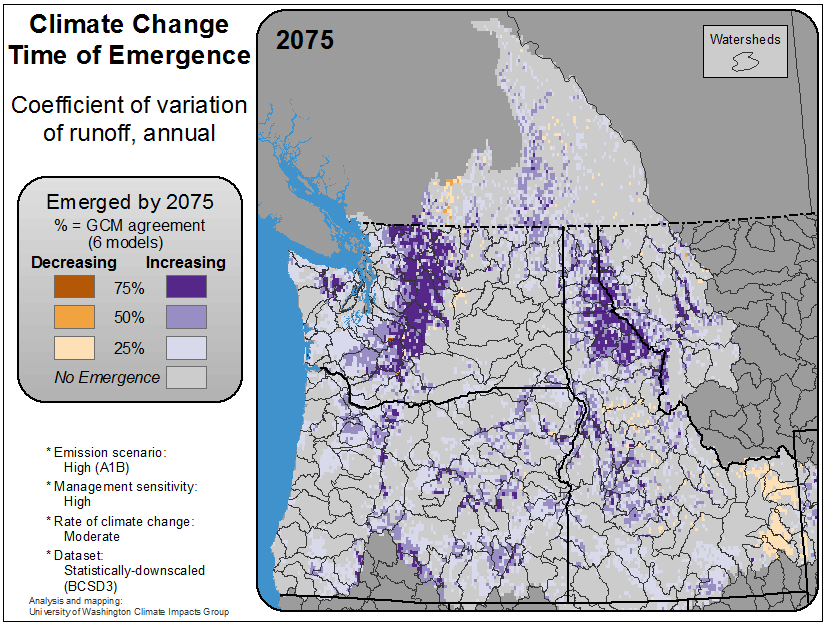 Climate Change
Time of Emergence
Coefficient of variation
of runoff, annual
Emerged by 2075
% = GCM agreement
(6 models)
Decreasing Increasing
75%
50%
25%
No Emergence
* Emission scenario:
High (A1B)
* Management sensitivity:
High
* Rate of climate change:
Moderate
* Dataset:
Statistically-downscaled
(BCSD3)
Analysis and mapping:
University of Washington Climate Impacts Group
2075
Watersheds